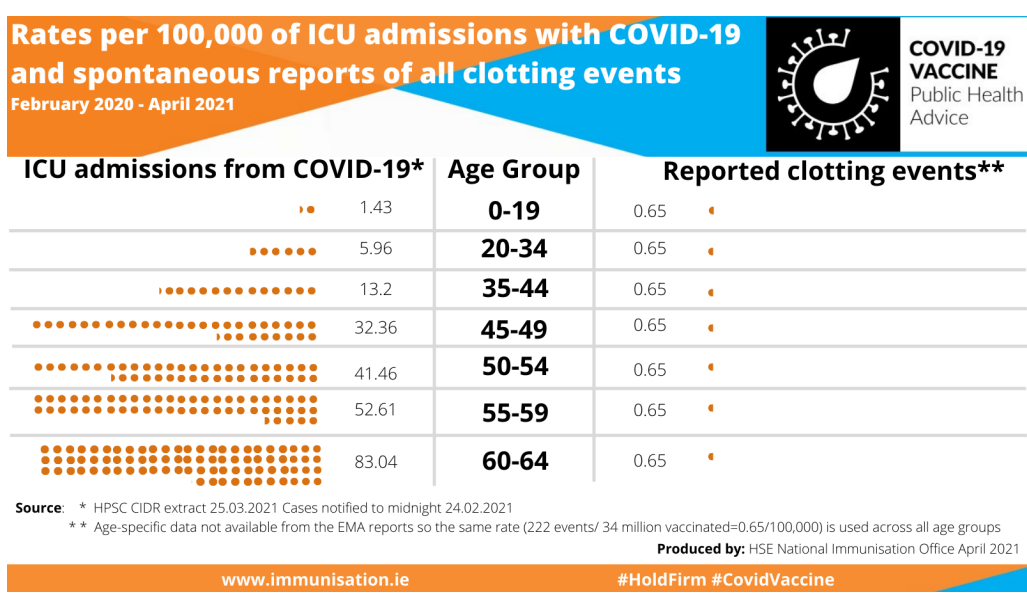 Rates per 100,000 of ICU admissions with COVID-19
and spontaneous reports of all clotting events
February 2020 - April 2021
COVID-19
VACCINE
Public Health
Advice
ICU admissions from COVID-19* Age Group Reported clotting events**
1.43 0-19 0.65
5.96 20-34 0.65
13.2 35-44 0.65
32.36 45-49 0.65
41.46 50-54 0.65
52.61 55-59 0.65
83.04 60-64 0.65
Source: * HPSC CIDR extract 25.03.2021 Cases notified to midnight 24.02.2021
* * Age-specific data not available from the EMA reports so the same rate (222 events/ 34 million vaccinated=0.65/100,000) is used across all age groups
Produced by: HSE National Immunisation Office April 2021
www.immunisation.ie #HoldFirm #CovidVaccine